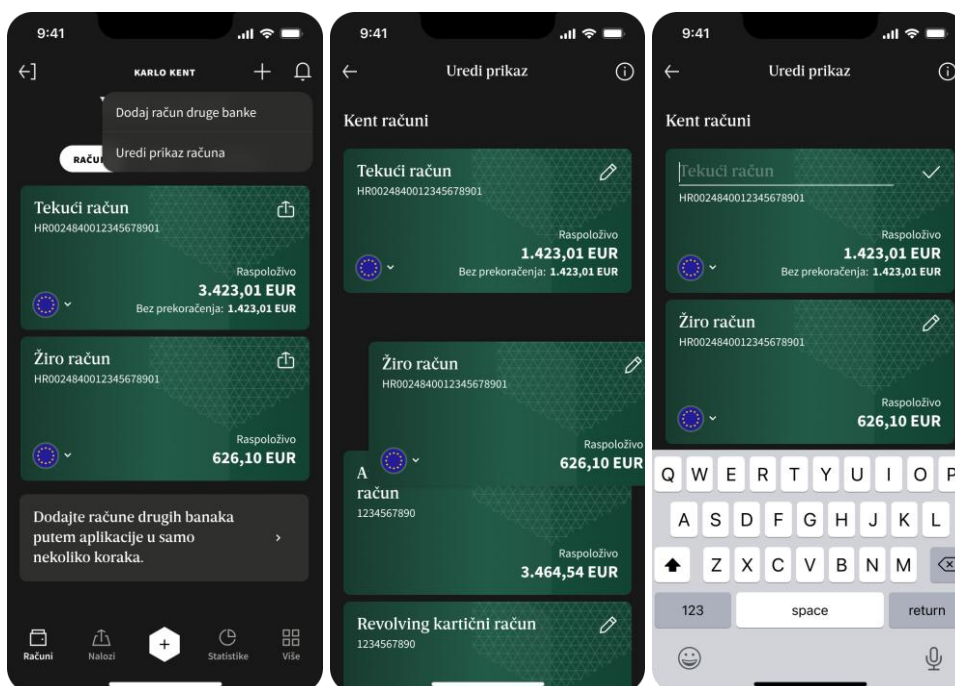 9:41
KARLO KENT
Dodaj račun druge banke
Uredi prikaz računa
RAČU
Tekući račun
HR0024840012345678901
Raspoloživo
3.423,01 EUR
Bez prekoračenja: 1.423,01 EUR
Žiro račun
HR0024840012345678901
Raspoloživo
626,10 EUR
Dodajte račune drugih banaka
putem aplikacije u samo
nekoliko koraka.
Računi
Nalozi
Statistike
Više
9:41
Uredi prikaz
Kent računi
Tekući račun
HR0024840012345678901
Raspoloživo
1.423,01 EUR
Bez prekoračenja: 1.423,01 EUR
Žiro račun
HR0024840012345678901
Raspoloživo
626,10 EUR
A
račun
1234567890
Raspoloživo
3.464,54 EUR
Revolving kartični račun
1234567890
9:41
Uredi prikaz
Kent računi
Tekući račun
HR0024840012345678901
Raspoloživo
1.423,01 EUR
Bez prekoračenja: 1.423,01 EUR
Žiro račun
HR0024840012345678901
Raspoloživo
626,10 EUR
Q W E R T Y U I O P
A S D F G H J K L
Z X C V B N M
123 space return